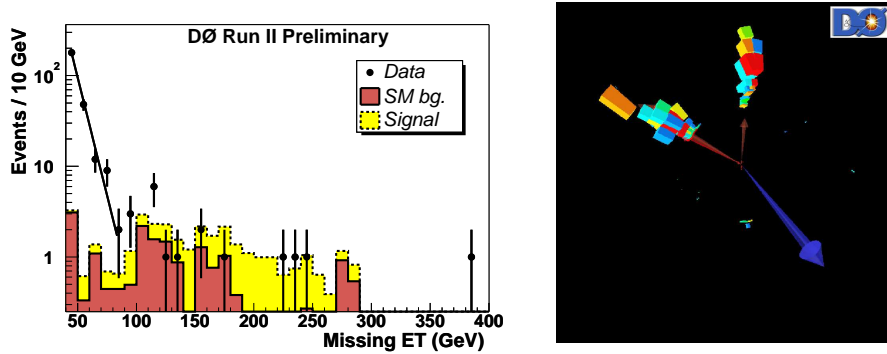 DØ Run II Preliminary
Events / 10 GeV
10²
10
1
Data
SM bg.
Signal
50 100 150 200 250 300 350 400
Missing ET (GeV)
DØ